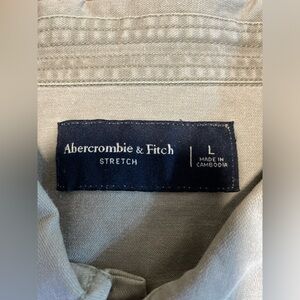 Abercrombie & Fitch
STRETCH
L
MADE IN
CAMBODIA